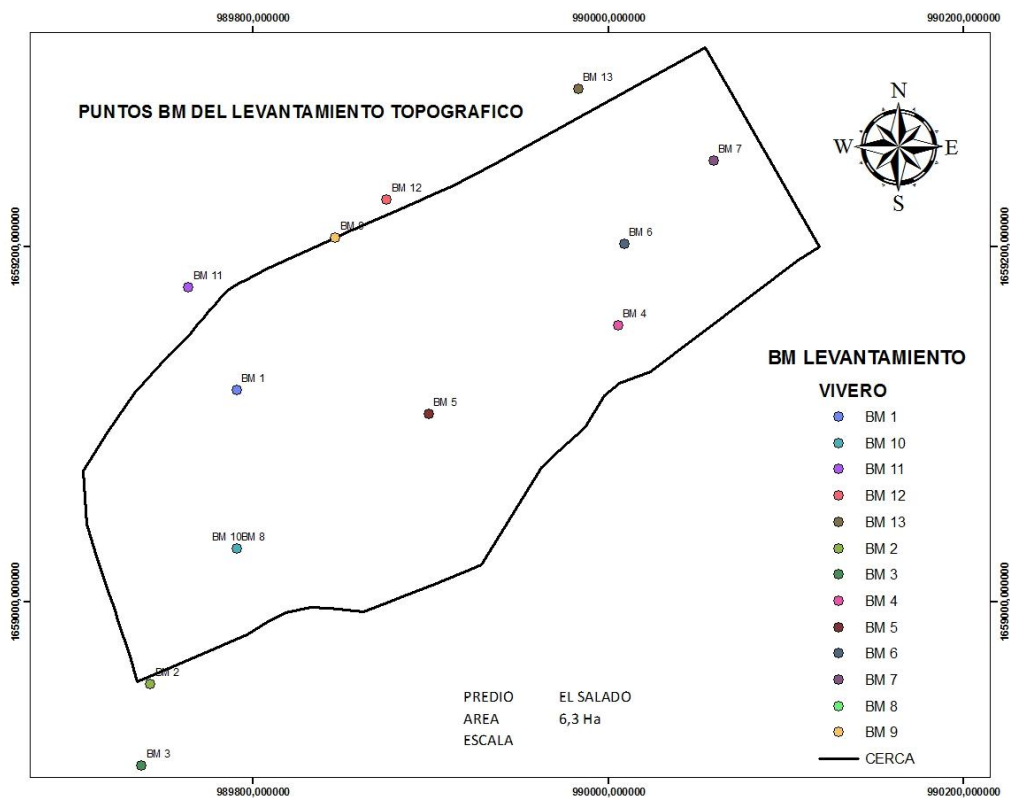 989800,000000
990000,000000
990200,000000
BM 13
PUNTOS BM DEL LEVANTAMIENTO TOPOGRAFICO
N
W
E
S
BM 7
BM 12
BM 9
BM 6
1659200,000000
1659200,000000
BM 11
BM 4
BM 1
BM 5
BM 10
BM 8
BM 2
BM 3
BM LEVANTAMIENTO
VIVERO
BM 1
BM 10
BM 11
BM 12
BM 13
BM 2
BM 3
BM 4
BM 5
BM 6
BM 7
BM 8
BM 9
CERCA
1659000,000000
1659000,000000
PREDIO EL SALADO
AREA 6,3 Ha
ESCALA
989800,000000
990000,000000
990200,000000